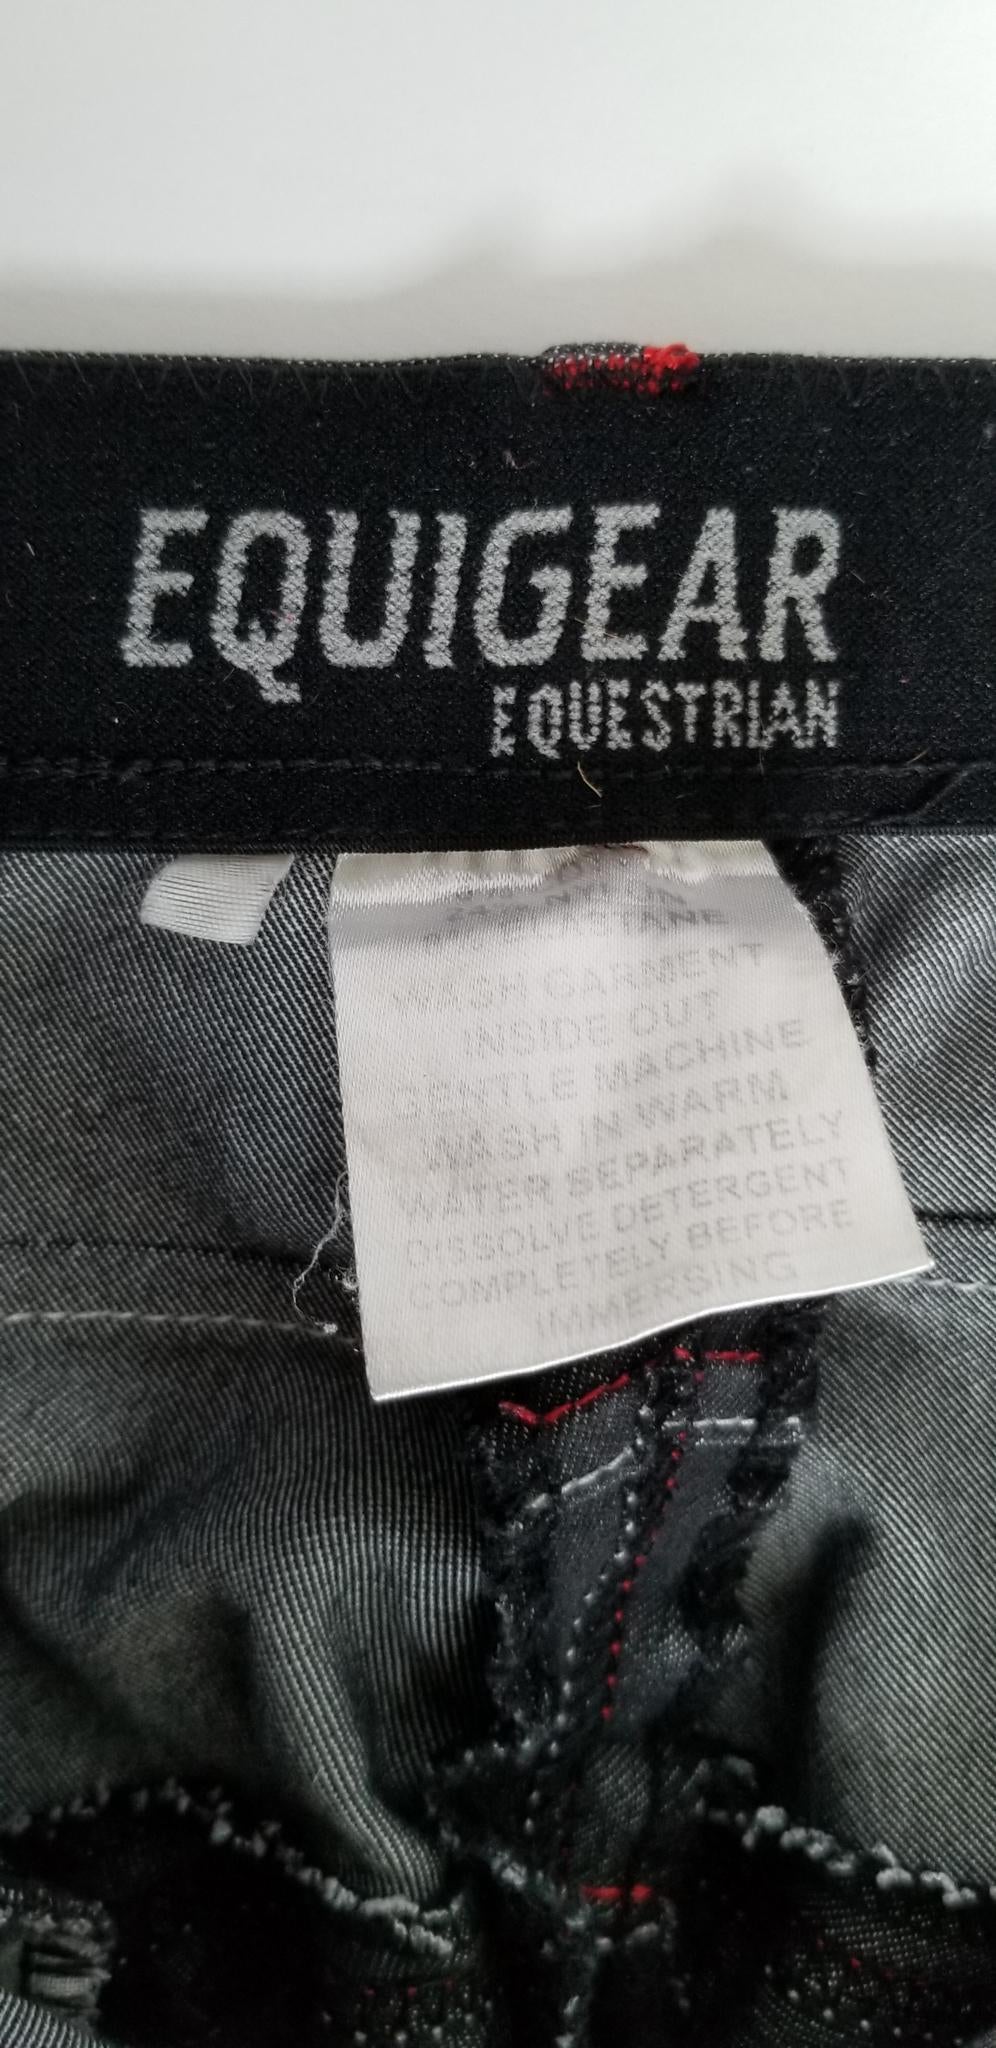 EQUIGEAR
EQUESTRIAN
WASH GARMENT
INSIDE OUT
GENTLE MACHINE
WASH IN WARM
WATER SEPARATELY
DISSOLVE DETERGENT
COMPLETELY BEFORE
IMMERSING